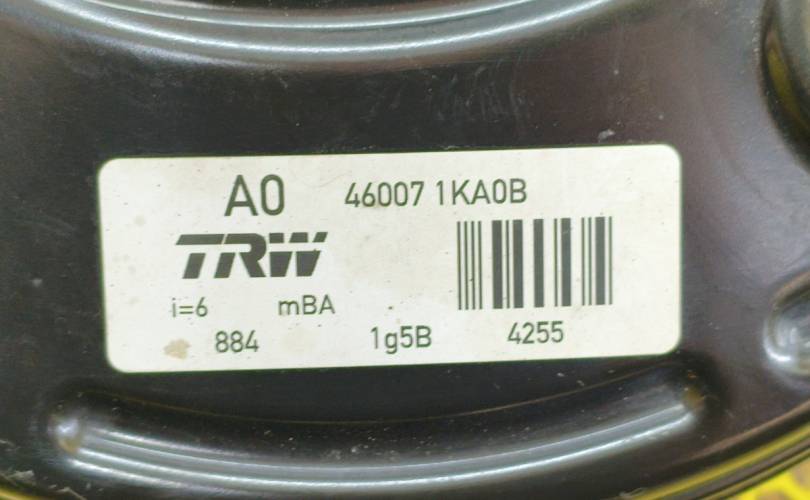 A0 46007 1KA0B
TRW
i=6 mBA
884 1g5B 4255